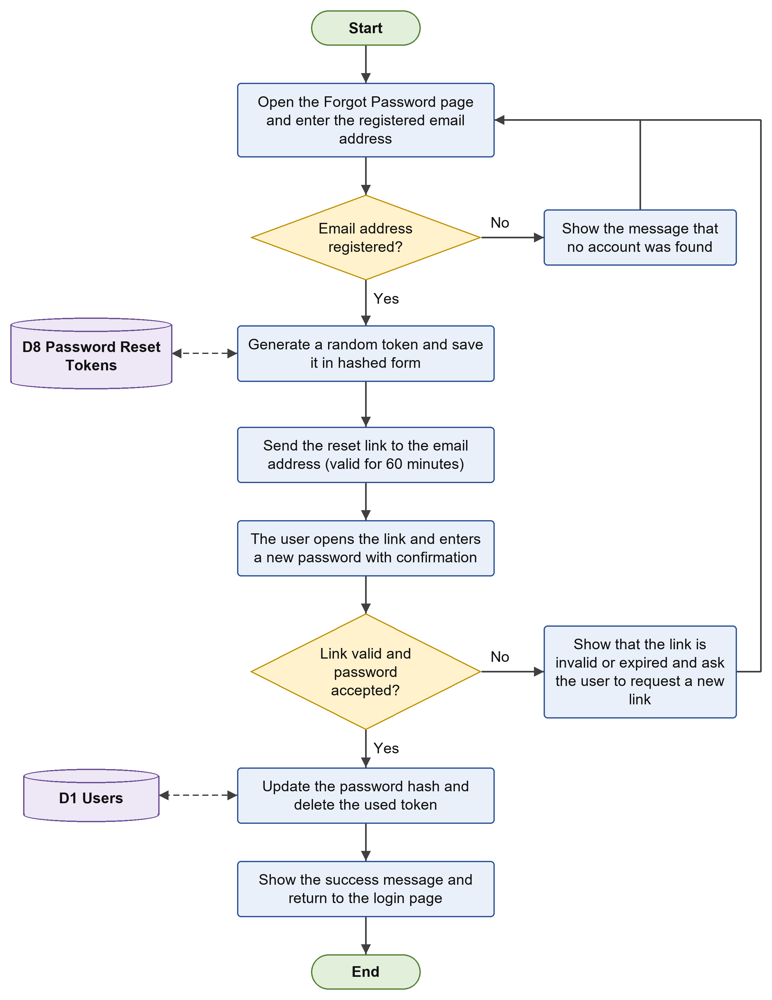 Start
Open the Forgot Password page
and enter the registered email
address
Email address
registered?
No
Show the message that
no account was found
Yes
D8 Password Reset
Tokens
Generate a random token and save
it in hashed form
Send the reset link to the email
address (valid for 60 minutes)
The user opens the link and enters
a new password with confirmation
Link valid and
password
accepted?
No
Show that the link is
invalid or expired and ask
the user to request a new
link
Yes
D1 Users
Update the password hash and
delete the used token
Show the success message and
return to the login page
End